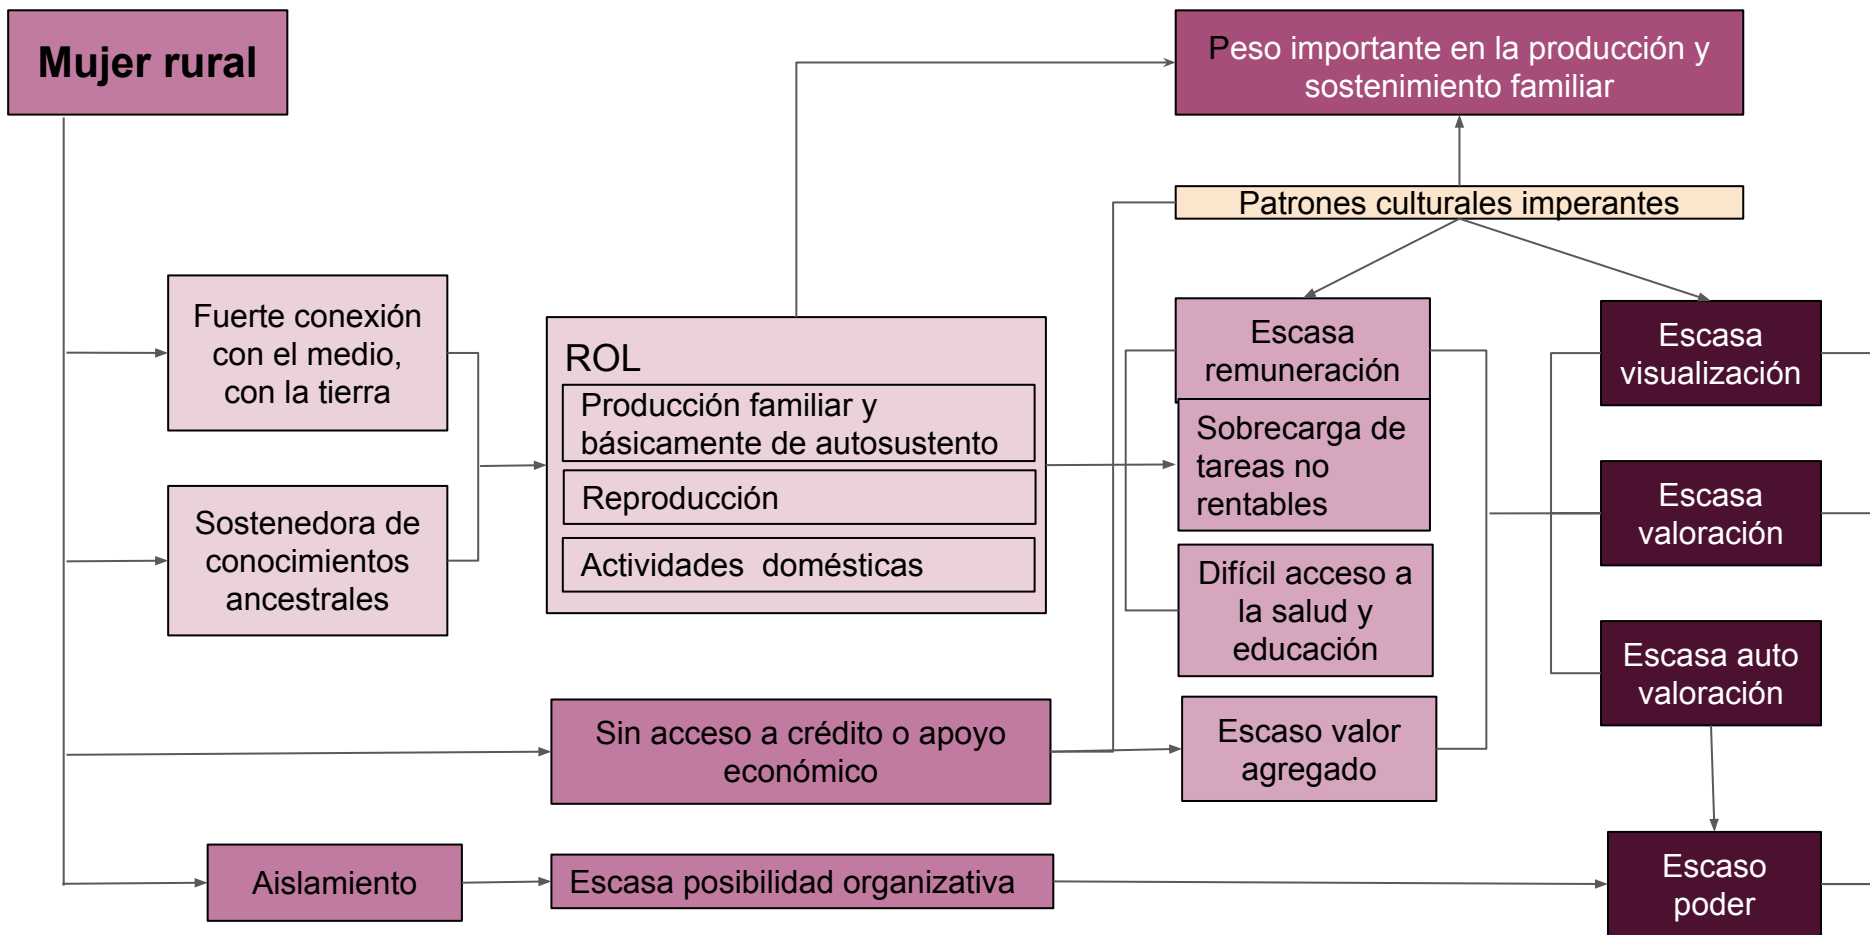 Mujer rural
Peso importante en la producción y
sostenimiento familiar
Patrones culturales imperantes
Fuerte conexión
con el medio,
con la tierra
Sostenedora de
conocimientos
ancestrales
ROL
Producción familiar y
básicamente de autosustento
Reproducción
Actividades domésticas
Escasa
remuneración
Sobrecarga de
tareas no
rentables
Difícil acceso a
la salud y
educación
Escasa
visualización
Escasa
valoración
Escasa auto
valoración
Sin acceso a crédito o apoyo
económico
Escaso valor
agregado
Aislamiento
Escasa posibilidad organizativa
Escaso
poder